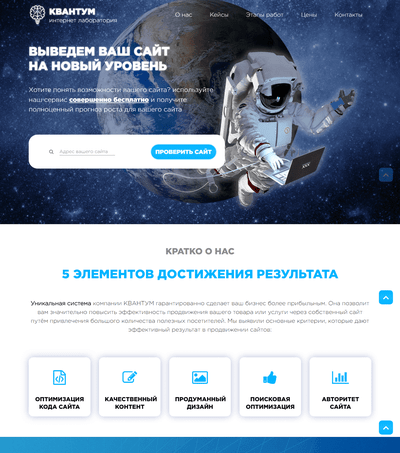 КВАНТУМ
интернет лаборатория
О нас
Кейсы
Этапы работ
Цены
Контакты
ВЫВЕДЕМ ВАШ САЙТ
НА НОВЫЙ УРОВЕНЬ
Хотите понять возможности вашего сайта? используйте
наш сервис совершенно бесплатно и получите
полноценный прогноз роста для вашего сайта
Адрес вашего сайта
ПРОВЕРИТЬ САЙТ
КРАТКО О НАС
5 ЭЛЕМЕНТОВ ДОСТИЖЕНИЯ РЕЗУЛЬТАТА
Уникальная система компании КВАНТУМ гарантированно сделает ваш бизнес более прибыльным. Она позволит
вам значительно повысить эффективность продвижения вашего товара или услуги через собственный сайт
путём привлечения большого количества полезных посетителей. Мы выявили основные критерии, которые дают
эффективный результат в продвижении сайтов:
ОПТИМИЗАЦИЯ
КОДА САЙТА
КАЧЕСТВЕННЫЙ
КОНТЕНТ
ПРОДУМАННЫЙ
ДИЗАЙН
ПОИСКОВАЯ
ОПТИМИЗАЦИЯ
АВТОРИТЕТ
САЙТА